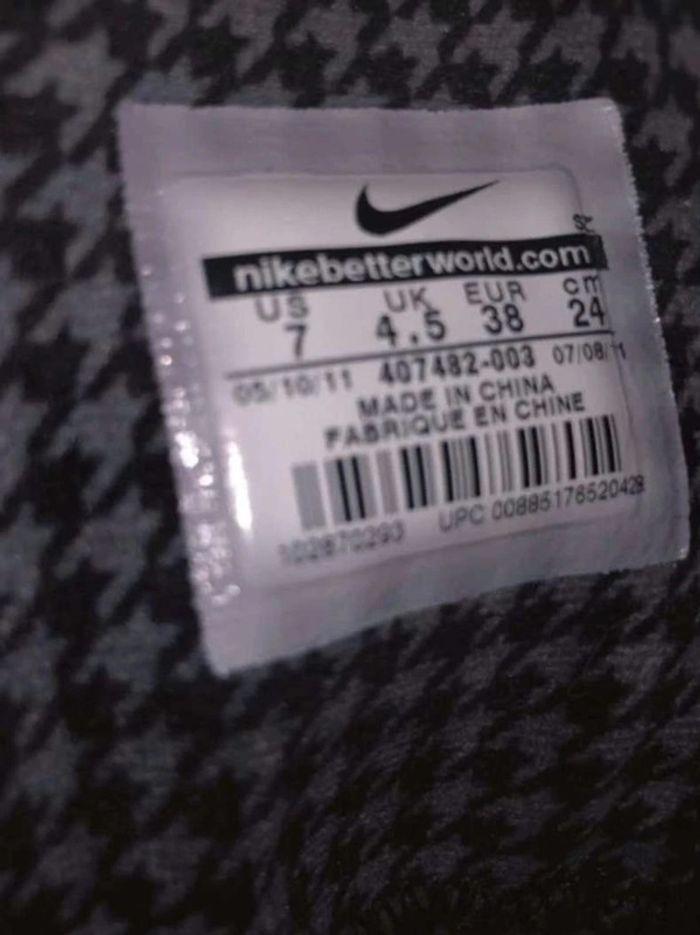 nikebetterworld.com
US UK EUR cm
7 4.5 38 24
05/10/11 407482-003 07/08/11
MADE IN CHINA
FABRIQUE EN CHINE
UPC 00885176520428